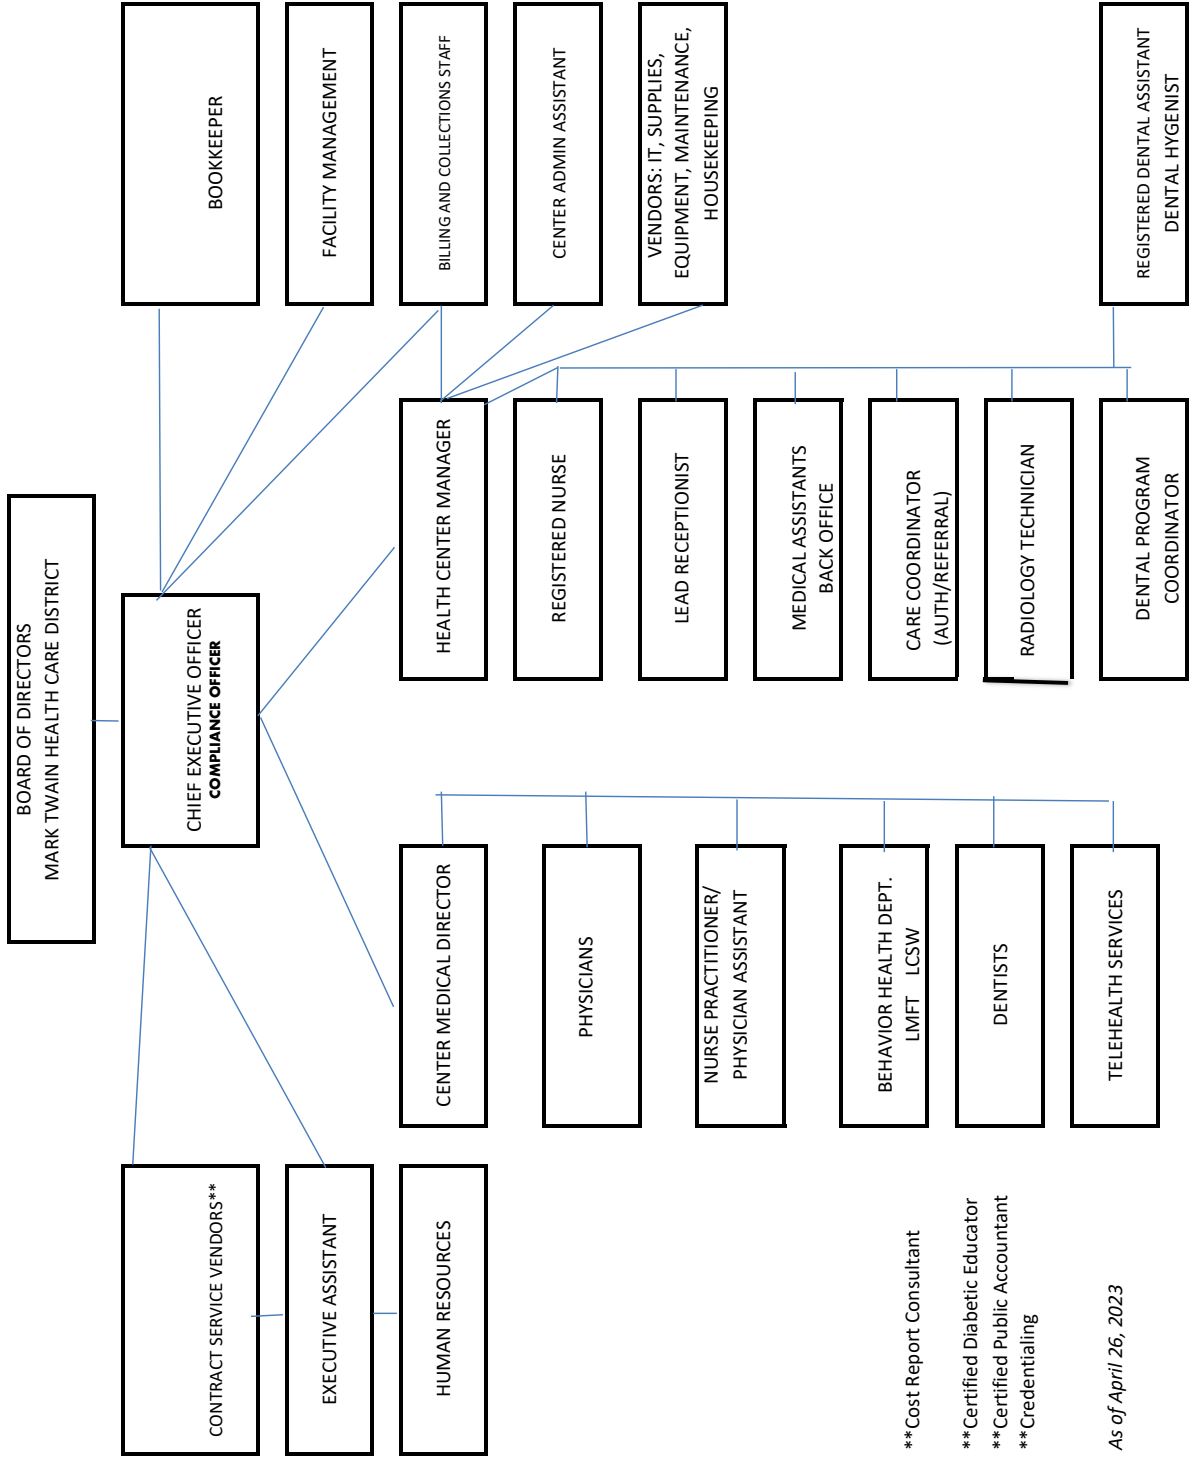 BOARD OF DIRECTORS
MARK TWAIN HEALTH CARE DISTRICT
CONTRACT SERVICE VENDORS**
CHIEF EXECUTIVE OFFICER
COMPLIANCE OFFICER
BOOKKEEPER
EXECUTIVE ASSISTANT
FACILITY MANAGEMENT
HUMAN RESOURCES
CENTER MEDICAL DIRECTOR
HEALTH CENTER MANAGER
BILLING AND COLLECTIONS STAFF
PHYSICIANS
REGISTERED NURSE
CENTER ADMIN ASSISTANT
NURSE PRACTITIONER/
PHYSICIAN ASSISTANT
LEAD RECEPTIONIST
VENDORS: IT, SUPPLIES,
EQUIPMENT, MAINTENANCE,
HOUSEKEEPING
MEDICAL ASSISTANTS
BACK OFFICE
BEHAVIOR HEALTH DEPT.
LMFT LCSW
CARE COORDINATOR
(AUTH/REFERRAL)
DENTISTS
RADIOLOGY TECHNICIAN
TELEHEALTH SERVICES
DENTAL PROGRAM
COORDINATOR
REGISTERED DENTAL ASSISTANT
DENTAL HYGENIST
**Cost Report Consultant
**Certified Diabetic Educator
**Certified Public Accountant
**Credentialing
As of April 26, 2023